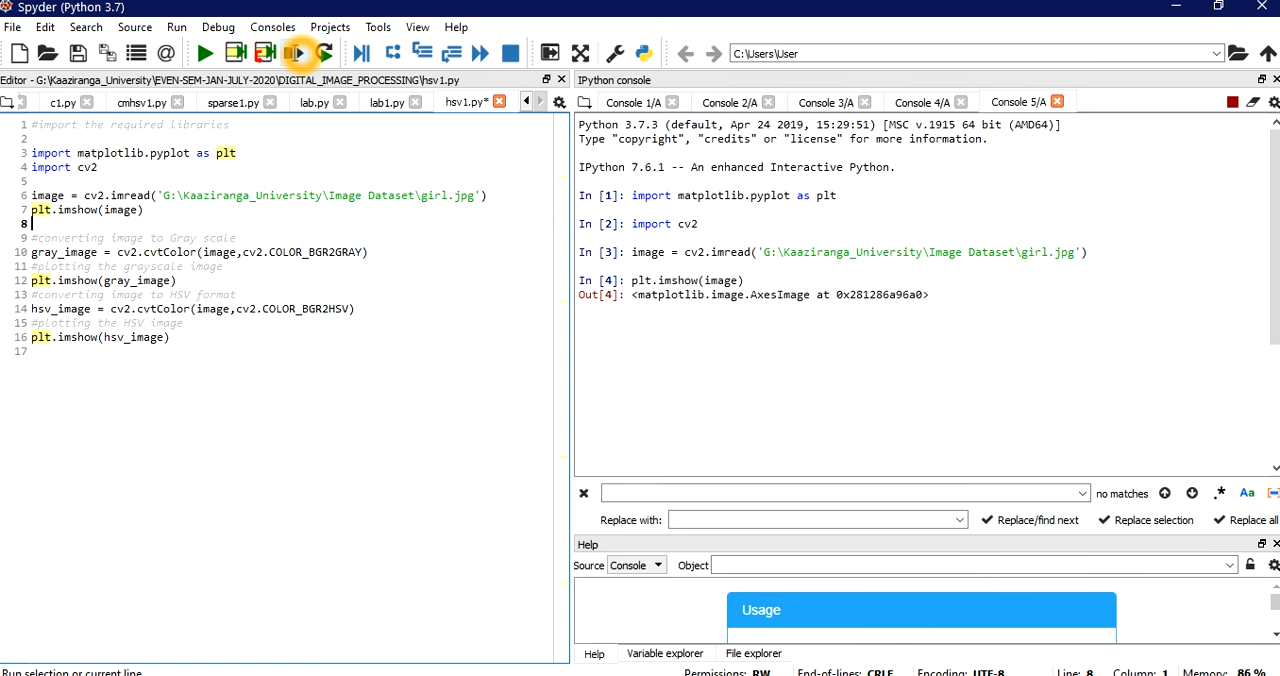 Spyder (Python 3.7)
File Edit Search Source Run Debug Consoles Projects Tools View Help
C:\Users\User
Editor - G:\Kaaziranga_University\EVEN-SEM-JAN-JULY-2020\DIGITAL_IMAGE_PROCESSING\hsv1.py
c1.py cmhsv1.py sparse1.py lab.py lab1.py hsv1.py*
1 #import the required libraries
2
3 import matplotlib.pyplot as plt
4 import cv2
5
6 image = cv2.imread('G:\Kaaziranga_University\Image Dataset\girl.jpg')
7 plt.imshow(image)
8
9 #converting image to Gray scale
10 gray_image = cv2.cvtColor(image,cv2.COLOR_BGR2GRAY)
11 #plotting the grayscale image
12 plt.imshow(gray_image)
13 #converting image to HSV format
14 hsv_image = cv2.cvtColor(image,cv2.COLOR_BGR2HSV)
15 #plotting the HSV image
16 plt.imshow(hsv_image)
17
IPython console
Console 1/A Console 2/A Console 3/A Console 4/A Console 5/A
Python 3.7.3 (default, Apr 24 2019, 15:29:51) [MSC v.1915 64 bit (AMD64)]
Type "copyright", "credits" or "license" for more information.
IPython 7.6.1 -- An enhanced Interactive Python.
In [1]: import matplotlib.pyplot as plt
In [2]: import cv2
In [3]: image = cv2.imread('G:\Kaaziranga_University\Image Dataset\girl.jpg')
In [4]: plt.imshow(image)
Out[4]: <matplotlib.image.AxesImage at 0x281286a96a0>
no matches .* Aa
Replace with: Replace/find next Replace selection Replace all
Help
Source Console Object
Usage
Help Variable explorer File explorer
Run selection or current line Permissions: RW End-of-lines: CRLF Encoding: UTF-8 Line: 8 Column: 1 Memory: 86 %